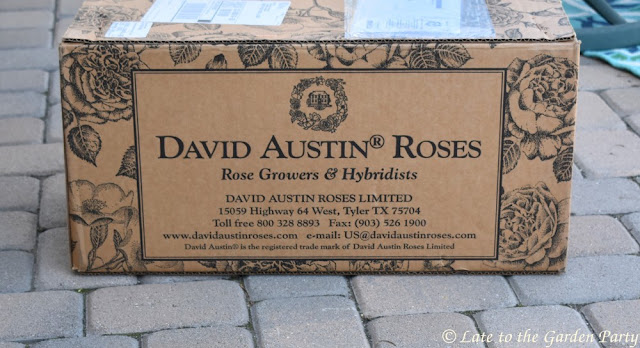 DAVID AUSTIN® ROSES
Rose Growers & Hybridists
DAVID AUSTIN ROSES LIMITED
15059 Highway 64 West, Tyler TX 75704
Toll free 800 328 8893 Fax: (903) 526 1900
www.davidaustinroses.com e-mail: US@davidaustinroses.com
David Austin® is the registered trade mark of David Austin Roses Limited
© Late to the Garden Party